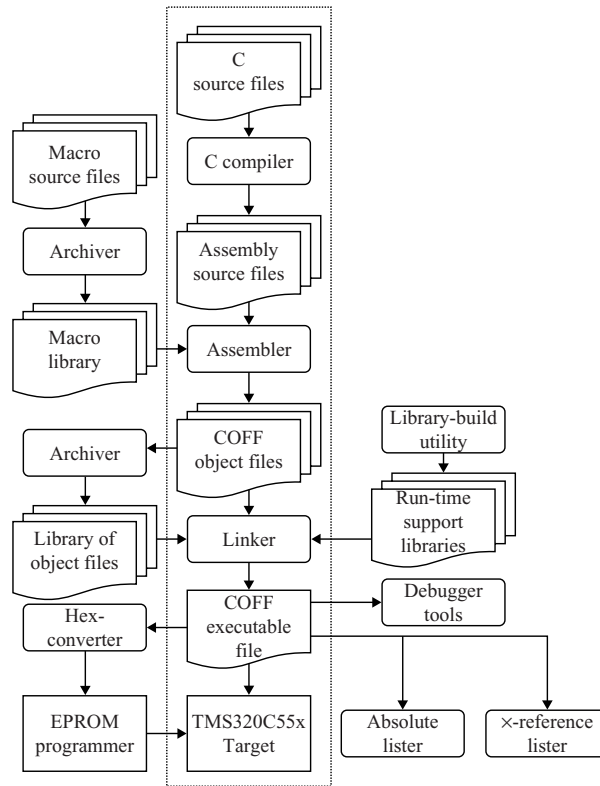 C
source files
Macro
source files
C compiler
Archiver
Assembly
source files
Macro
library
Assembler
Archiver
COFF
object files
Library-build
utility
Library of
object files
Linker
Run-time
support
libraries
Hex-
converter
COFF
executable
file
Debugger
tools
EPROM
programmer
TMS320C55x
Target
Absolute
lister
×-reference
lister